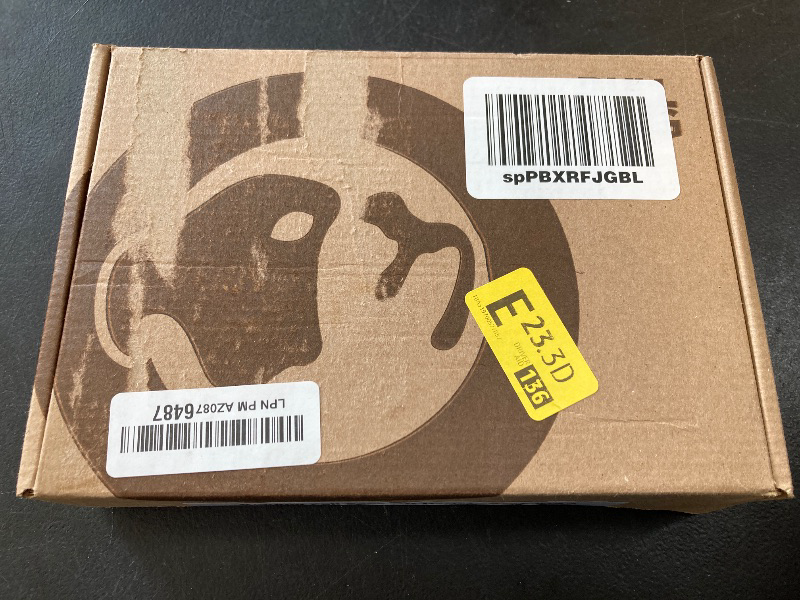 spPBXRFJGBL
E 23.3D
136
LPN PM AZ0876487